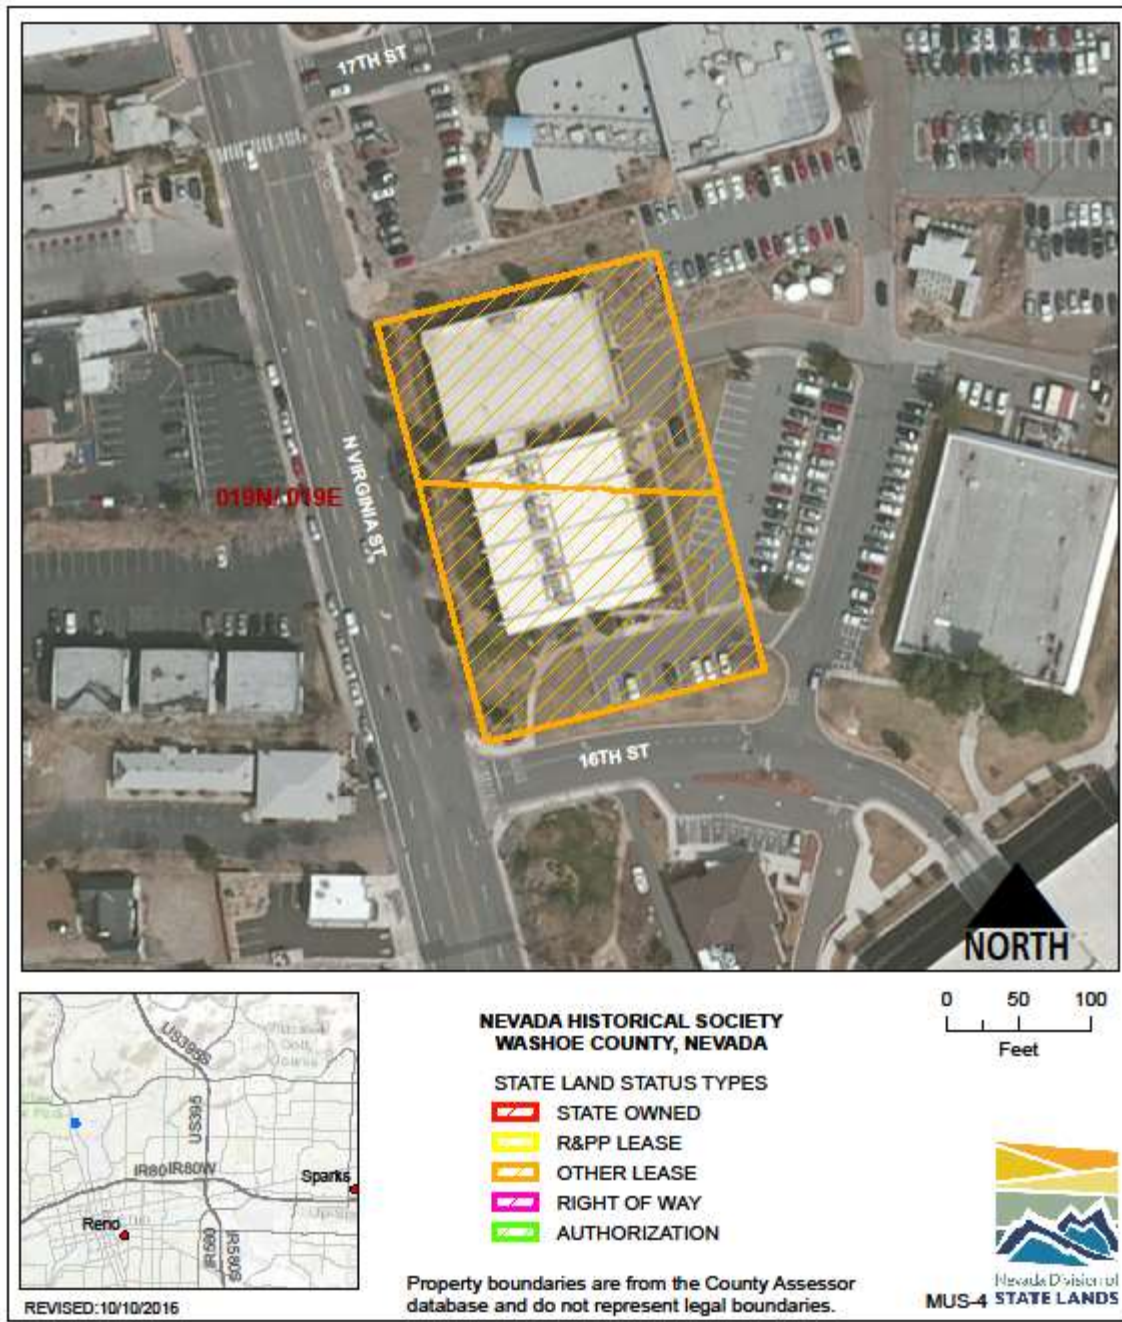 17TH ST
N VIRGINIA ST
019N/ 019E
16TH ST
NORTH
US395S
US395
IR80
IR80W
Sparks
Reno
IR580
IR580S
REVISED:10/10/2016
NEVADA HISTORICAL SOCIETY
WASHOE COUNTY, NEVADA
STATE LAND STATUS TYPES
STATE OWNED
R&PP LEASE
OTHER LEASE
RIGHT OF WAY
AUTHORIZATION
Property boundaries are from the County Assessor
database and do not represent legal boundaries.
0 50 100
Feet
Nevada Division of
MUS-4 STATE LANDS